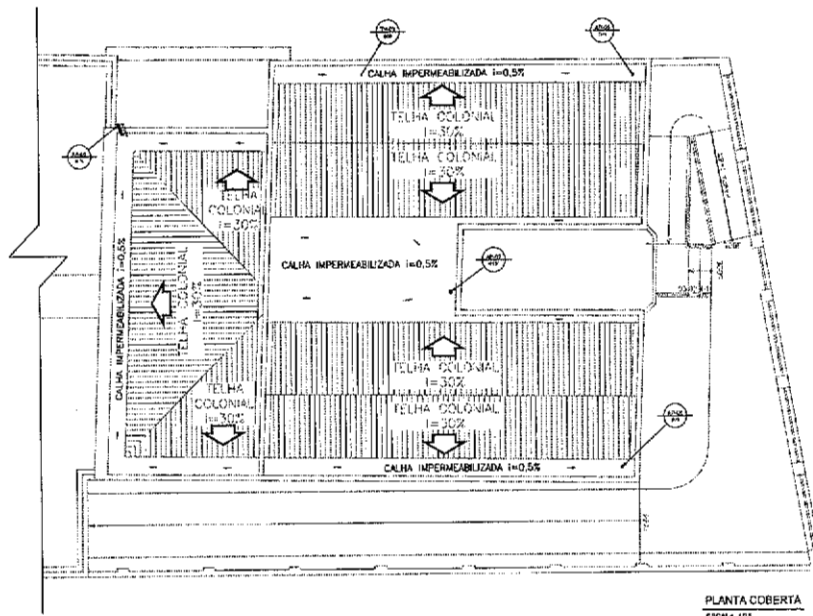 CALHA IMPERMEABILIZADA i=0,5%
TELHA COLONIAL
i=30%
TELHA COLONIAL
i=30%
TELHA
COLONIAL
i=30%
CALHA IMPERMEABILIZADA i=0,5%
CALHA IMPERMEABILIZADA i=0,5%
TELHA COLONIAL
i=30%
TELHA COLONIAL
i=30%
TELHA
COLONIAL
i=30%
TELHA COLONIAL
i=30%
CALHA IMPERMEABILIZADA i=0,5%
PLANTA COBERTA